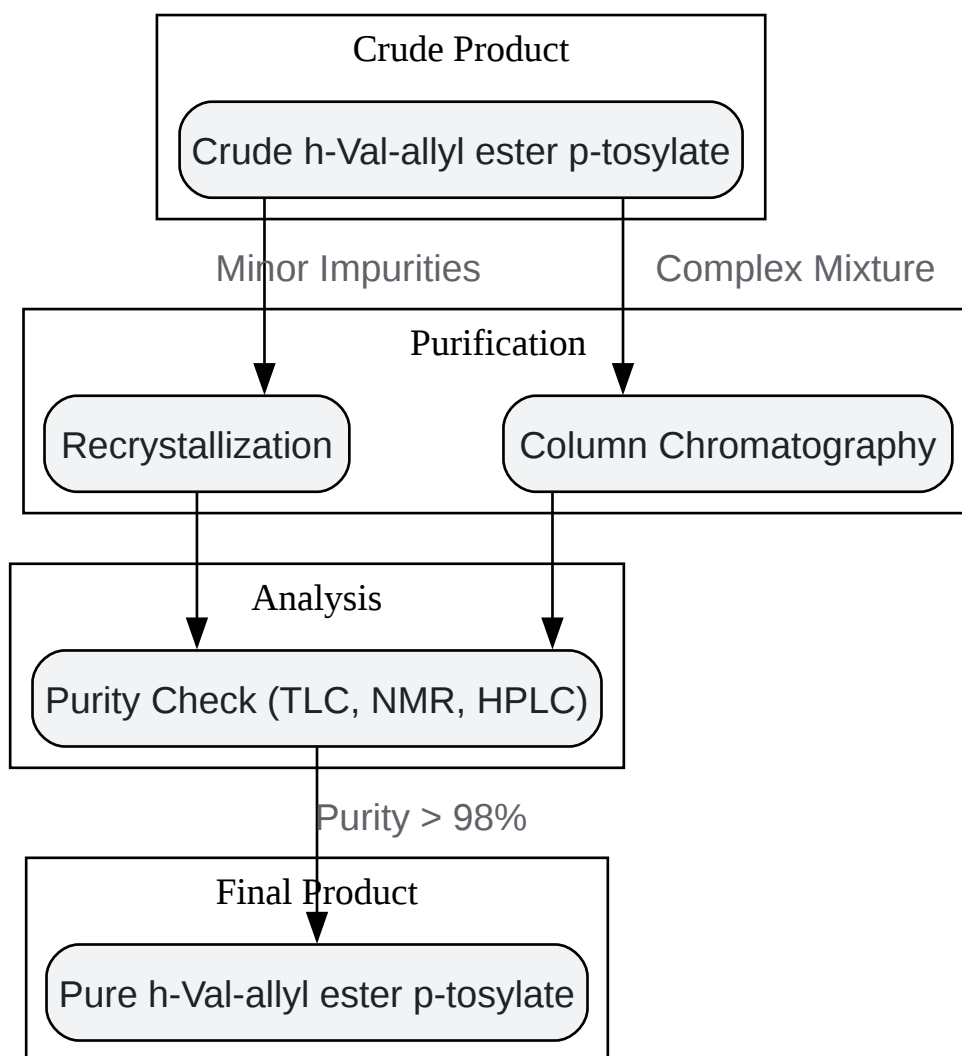 Crude Product
Crude h-Val-allyl ester p-tosylate
Minor Impurities
Complex Mixture
Purification
Recrystallization
Column Chromatography
Analysis
Purity Check (TLC, NMR, HPLC)
Purity > 98%
Final Product
Pure h-Val-allyl ester p-tosylate